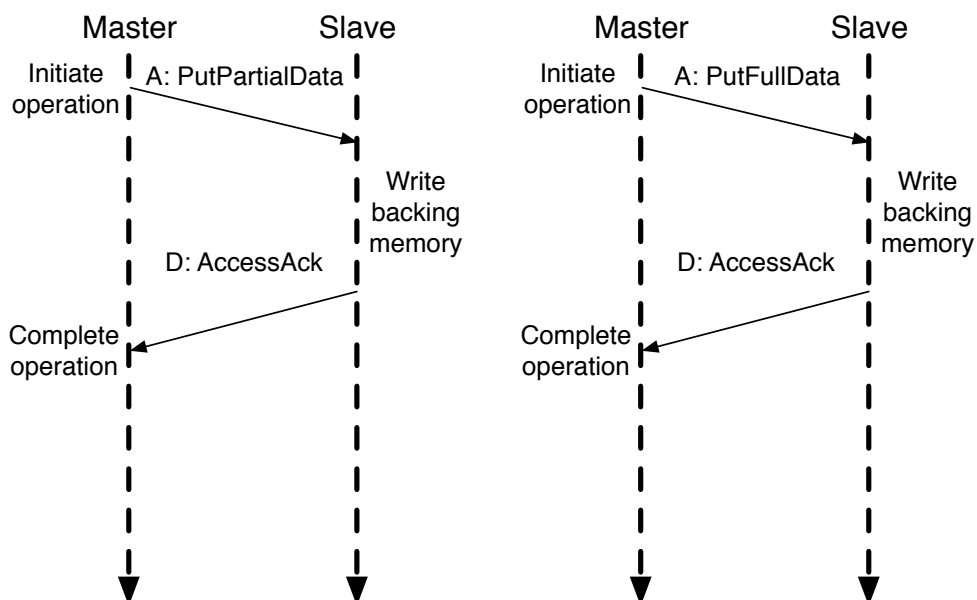 Master
Slave
Initiate
operation
A: PutPartialData
Write
backing
memory
D: AccessAck
Complete
operation
Master
Slave
Initiate
operation
A: PutFullData
Write
backing
memory
D: AccessAck
Complete
operation